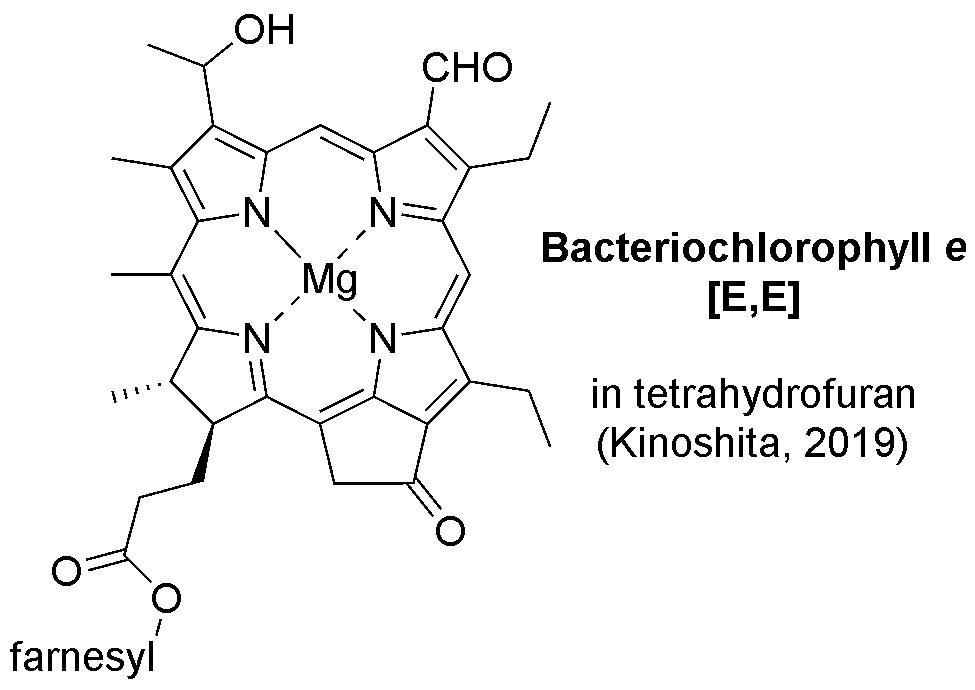 OH
CHO
N
N
Mg
Bacteriochlorophyll e
[E,E]
N
N
in tetrahydrofuran
(Kinoshita, 2019)
O
O
O
farnesyl